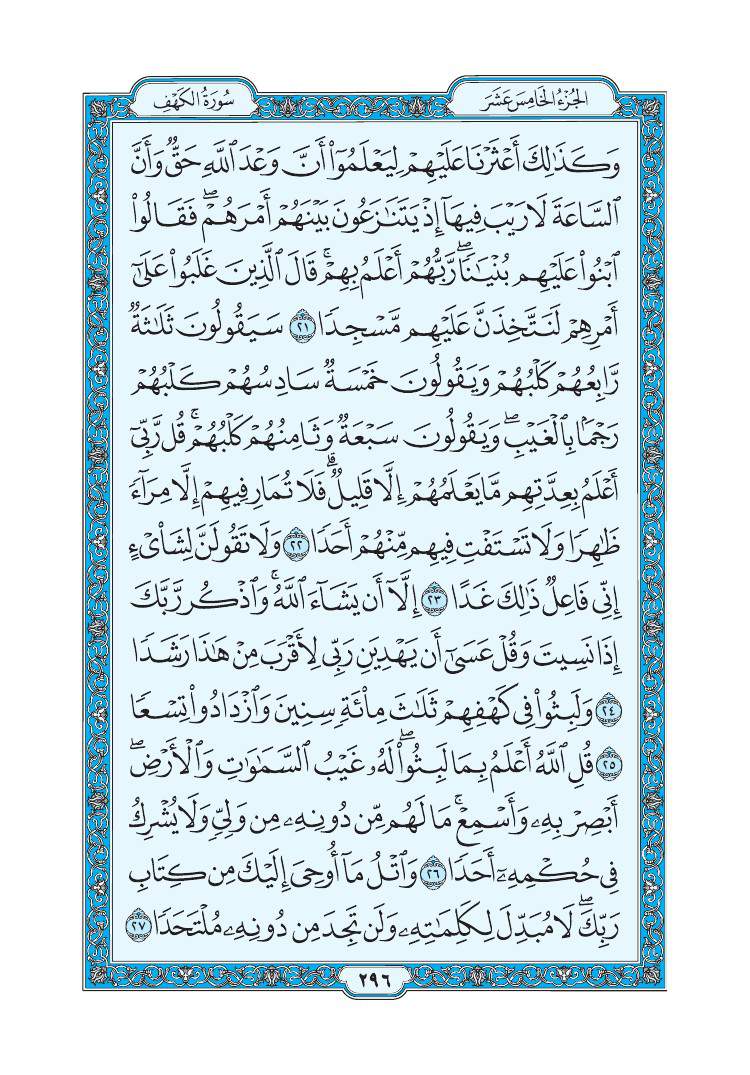 سُورَةُ الكَهۡفِ
الجُزۡءُ الخَامِسَ عَشَرَ
وَكَذَٰلِكَ أَعۡثَرۡنَا عَلَيۡهِمۡ لِيَعۡلَمُوٓاْ أَنَّ وَعۡدَ ٱللَّهِ حَقّٞ وَأَنَّ
ٱلسَّاعَةَ لَا رَيۡبَ فِيهَآ إِذۡ يَتَنَٰزَعُونَ بَيۡنَهُمۡ أَمۡرَهُمۡۖ فَقَالُواْ
ٱبۡنُواْ عَلَيۡهِم بُنۡيَٰنٗاۖ رَّبُّهُمۡ أَعۡلَمُ بِهِمۡۚ قَالَ ٱلَّذِينَ غَلَبُواْ عَلَىٰٓ
أَمۡرِهِمۡ لَنَتَّخِذَنَّ عَلَيۡهِم مَّسۡجِدٗا ٢١ سَيَقُولُونَ ثَلَٰثَةٞ
رَّابِعُهُمۡ كَلۡبُهُمۡ وَيَقُولُونَ خَمۡسَةٞ سَادِسُهُمۡ كَلۡبُهُمۡ
رَجۡمَۢا بِٱلۡغَيۡبِۖ وَيَقُولُونَ سَبۡعَةٞ وَثَامِنُهُمۡ كَلۡبُهُمۡۚ قُل رَّبِّيٓ
أَعۡلَمُ بِعِدَّتِهِم مَّا يَعۡلَمُهُمۡ إِلَّا قَلِيلٞۗ فَلَا تُمَارِ فِيهِمۡ إِلَّا مِرَآءٗ
ظَٰهِرٗا وَلَا تَسۡتَفۡتِ فِيهِم مِّنۡهُمۡ أَحَدٗا ٢٢ وَلَا تَقُولَنَّ لِشَاْيۡءٍ
إِنِّي فَاعِلٞ ذَٰلِكَ غَدًا ٢٣ إِلَّآ أَن يَشَآءَ ٱللَّهُۚ وَٱذۡكُر رَّبَّكَ
إِذَا نَسِيتَ وَقُلۡ عَسَىٰٓ أَن يَهۡدِيَنِ رَبِّي لِأَقۡرَبَ مِنۡ هَٰذَا رَشَدٗا
٢٤ وَلَبِثُواْ فِي كَهۡفِهِمۡ ثَلَٰثَ مِاْئَةٖ سِنِينَ وَٱزۡدَادُواْ تِسۡعٗا
٢٥ قُلِ ٱللَّهُ أَعۡلَمُ بِمَا لَبِثُواْۖ لَهُۥ غَيۡبُ ٱلسَّمَٰوَٰتِ وَٱلۡأَرۡضِۖ
أَبۡصِرۡ بِهِۦ وَأَسۡمِعۡۚ مَا لَهُم مِّن دُونِهِۦ مِن وَلِيّٖ وَلَا يُشۡرِكُ
فِي حُكۡمِهِۦٓ أَحَدٗا ٢٦ وَٱتۡلُ مَآ أُوحِيَ إِلَيۡكَ مِن كِتَابِ
رَبِّكَۖ لَا مُبَدِّلَ لِكَلِمَٰتِهِۦ وَلَن تَجِدَ مِن دُونِهِۦ مُلۡتَحَدٗا ٢٧
٢٩٦